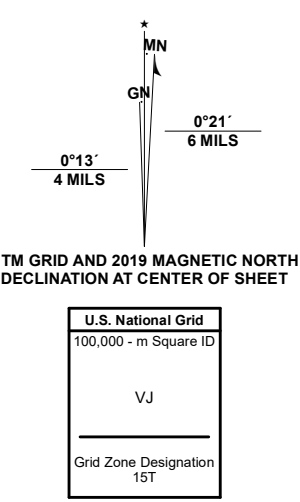 ★
MN
GN
0°21´
6 MILS
0°13´
4 MILS
TM GRID AND 2019 MAGNETIC NORTH
DECLINATION AT CENTER OF SHEET
U.S. National Grid
100,000 - m Square ID
VJ
Grid Zone Designation
15T